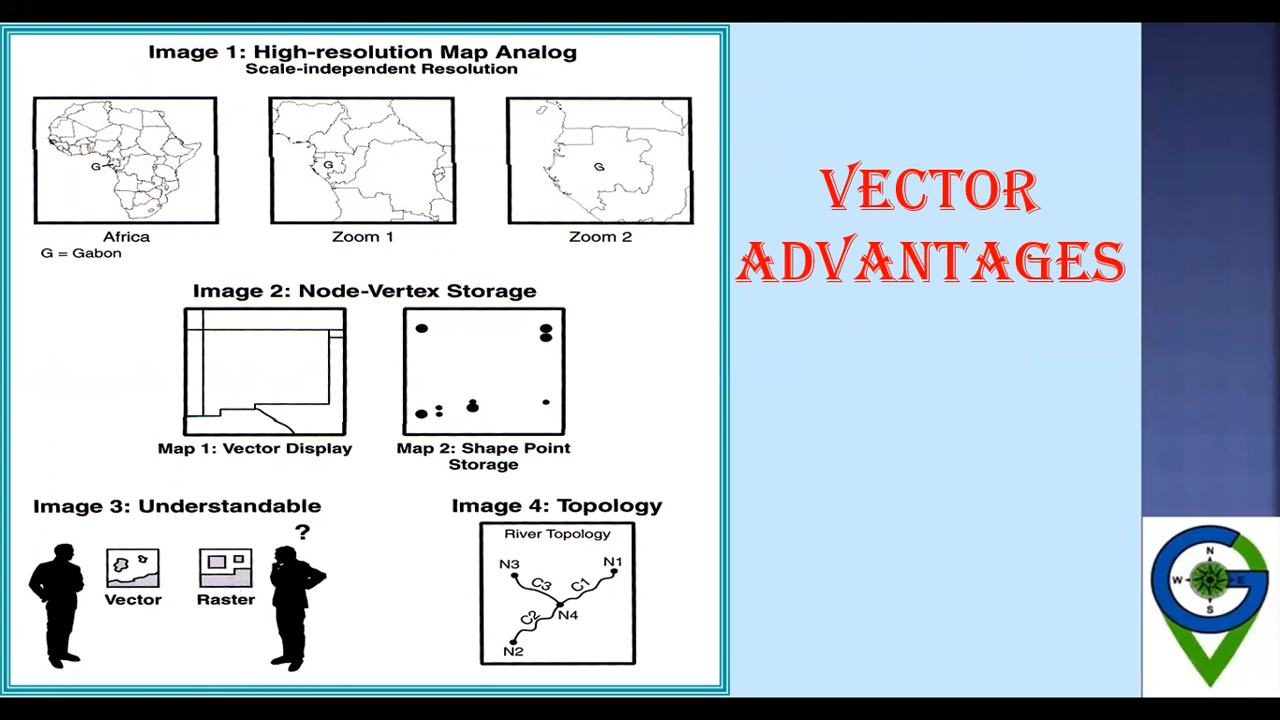 Image 1: High-resolution Map Analog
Scale-independent Resolution
G
G
G
Africa
Zoom 1
Zoom 2
G = Gabon
Image 2: Node-Vertex Storage
Map 1: Vector Display
Map 2: Shape Point
Storage
Image 3: Understandable
?
Vector
Raster
Image 4: Topology
River Topology
N3
N1
C3
C1
C2
N4
N2
VECTOR
ADVANTAGES
G
N
W
E
S